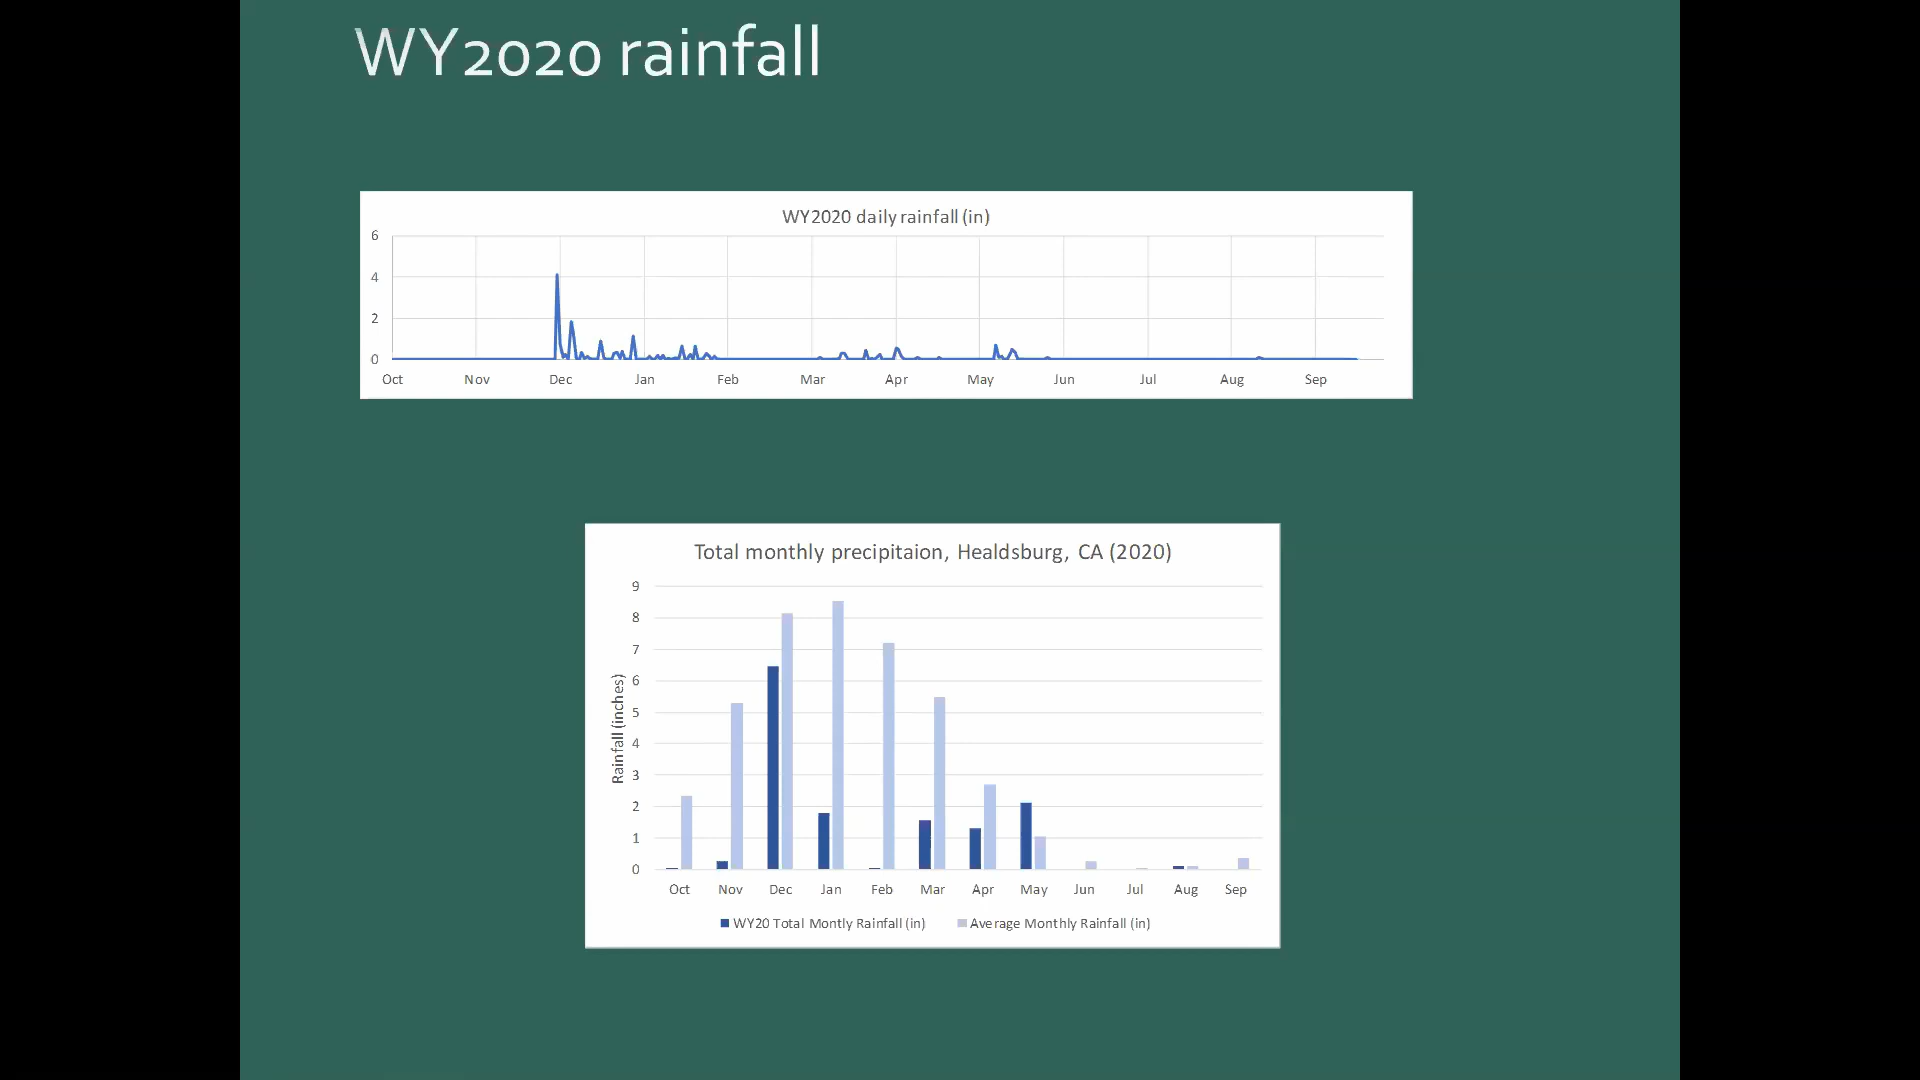 WY2020 rainfall
WY2020 daily rainfall (in)
6
4
2
0
Oct Nov Dec Jan Feb Mar Apr May Jun Jul Aug Sep
Total monthly precipitaion, Healdsburg, CA (2020)
Rainfall (inches)
9
8
7
6
5
4
3
2
1
0
Oct Nov Dec Jan Feb Mar Apr May Jun Jul Aug Sep
WY20 Total Montly Rainfall (in) Average Monthly Rainfall (in)